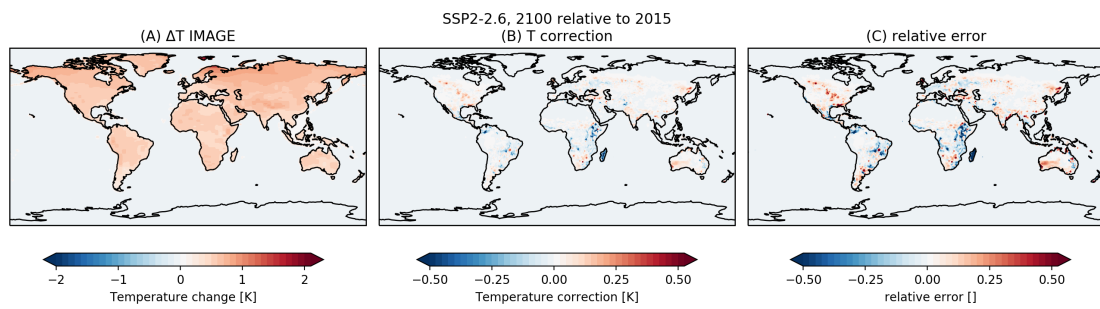 SSP2-2.6, 2100 relative to 2015
(A) ΔT IMAGE
(B) T correction
(C) relative error
−2 −1 0 1 2
Temperature change [K]
−0.50 −0.25 0.00 0.25 0.50
Temperature correction [K]
−0.50 −0.25 0.00 0.25 0.50
relative error []